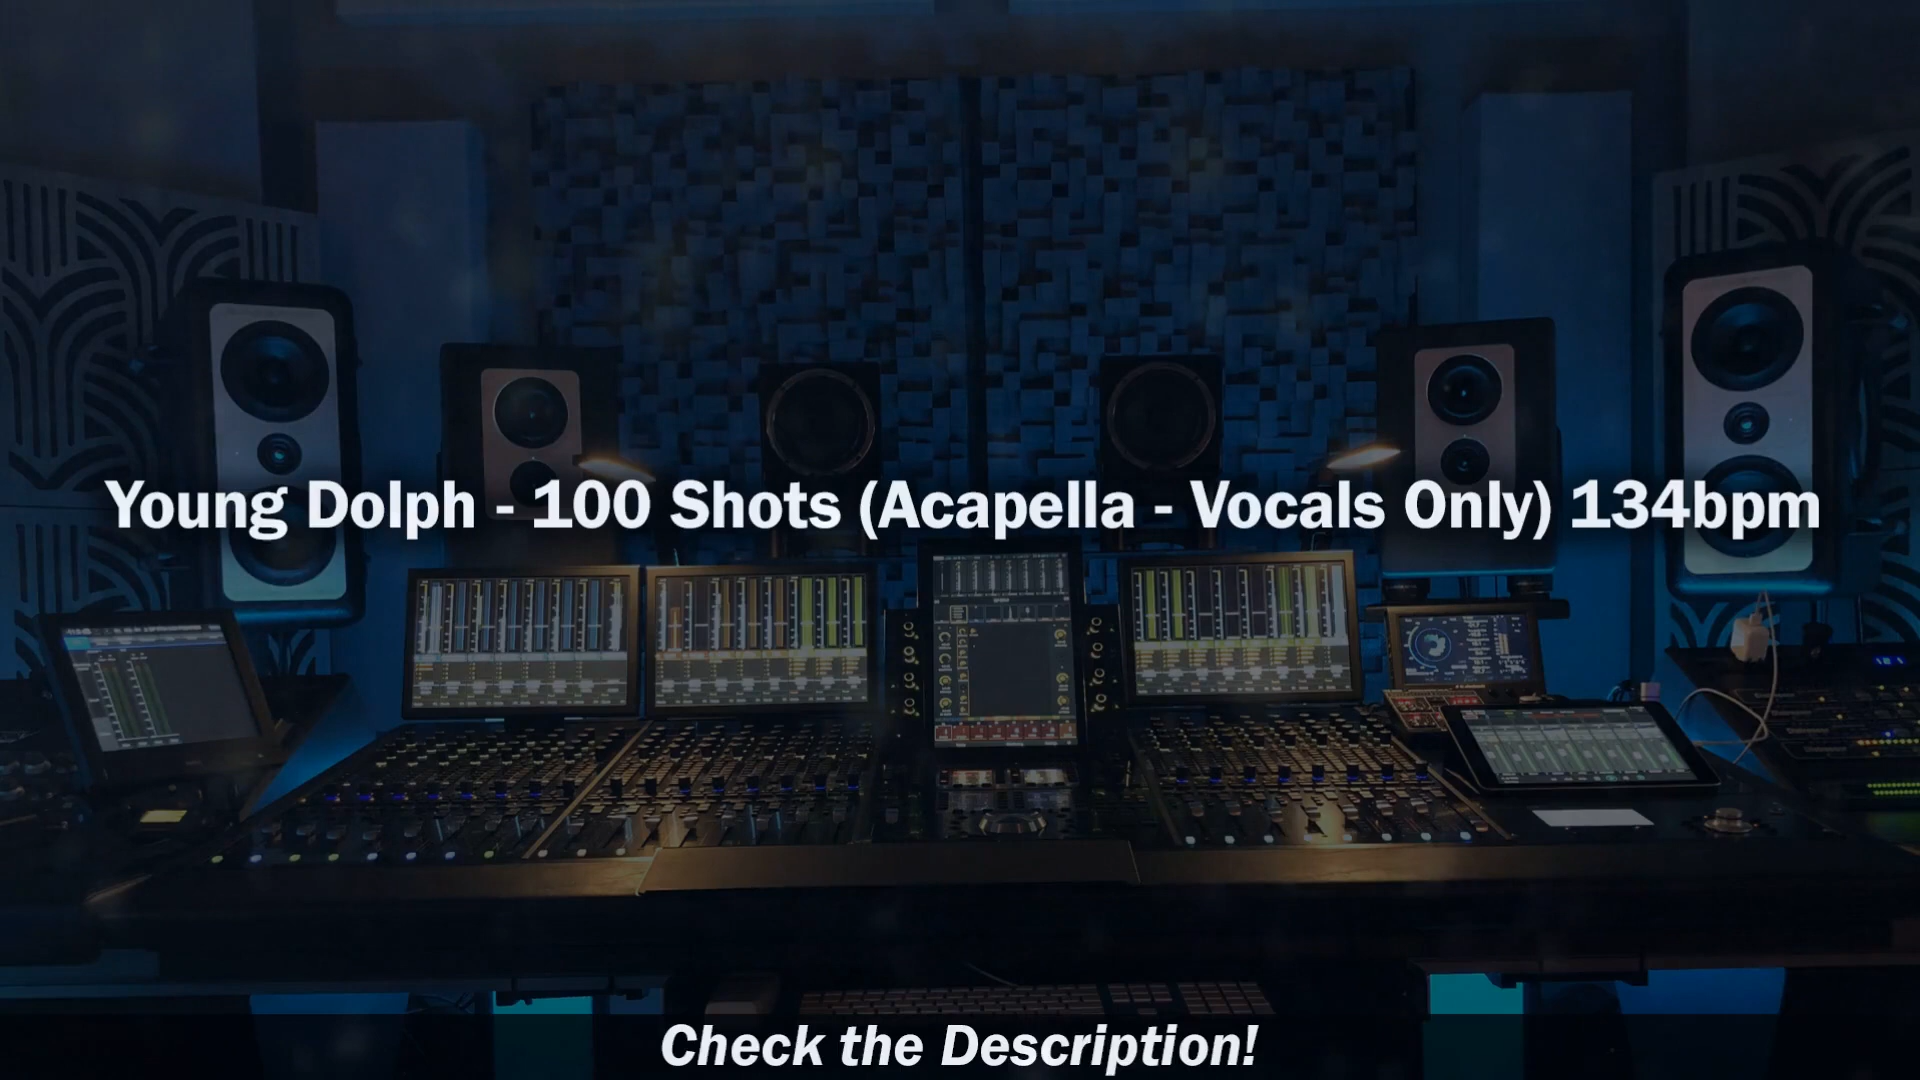 Young Dolph - 100 Shots (Acapella - Vocals Only) 134bpm
Check the Description!